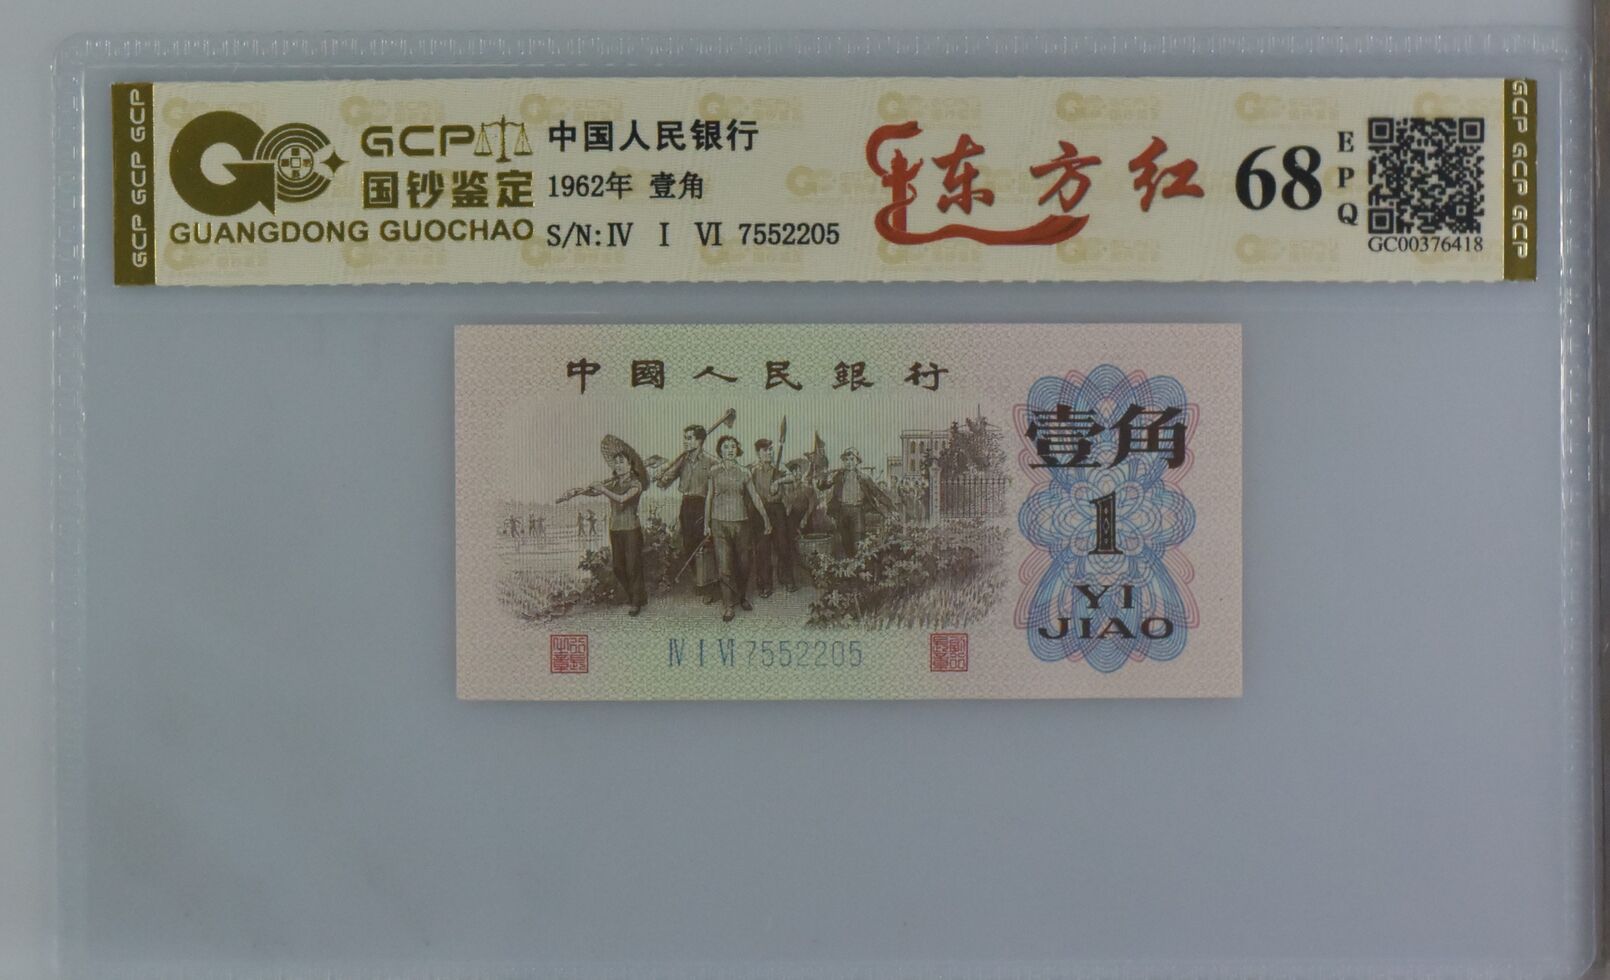 GCP GCP GCP
GCP
国钞鉴定
GUANGDONG GUOCHAO
中国人民银行
1962年 壹角
S/N:Ⅳ Ⅰ Ⅵ 7552205
东方红
68
EPQ
GC00376418
GCP GCP GCP
中國人民銀行
壹角
1
YI
JIAO
Ⅳ Ⅰ Ⅵ 7552205